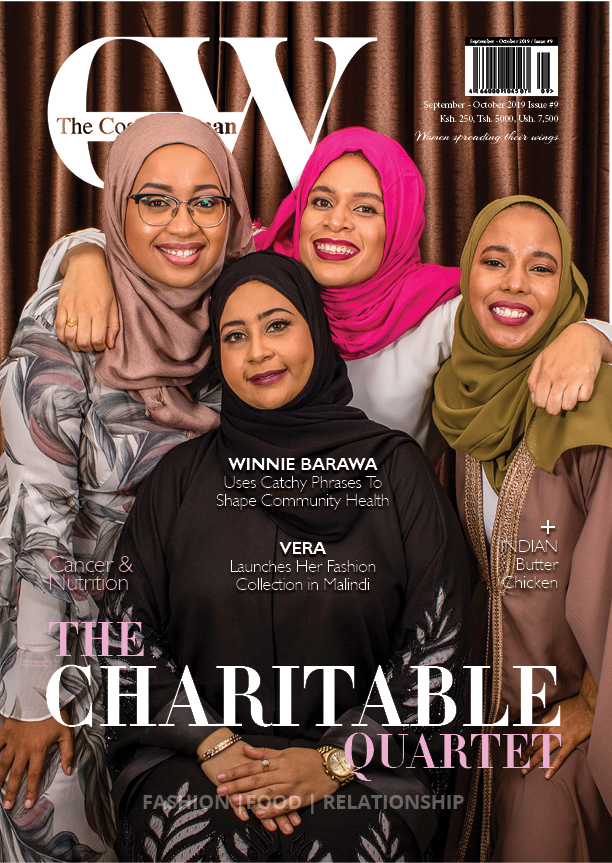 September - October 2019 / Issue #9
CW
The
09>
September - October 2019 Issue #9
Ksh. 250, Tsh. 5000, Ush. 7,500
Women spreading their wings
WINNIE BARAWA
Uses Catchy Phrases To
Shape Community Health
VERA
Launches Her Fashion
Collection in Malindi
+
INDIAN
Butter
Chicken
Cancer &
Nutrition
THE
CHARITABLE
QUARTET
FASHION | FOOD | RELATIONSHIP